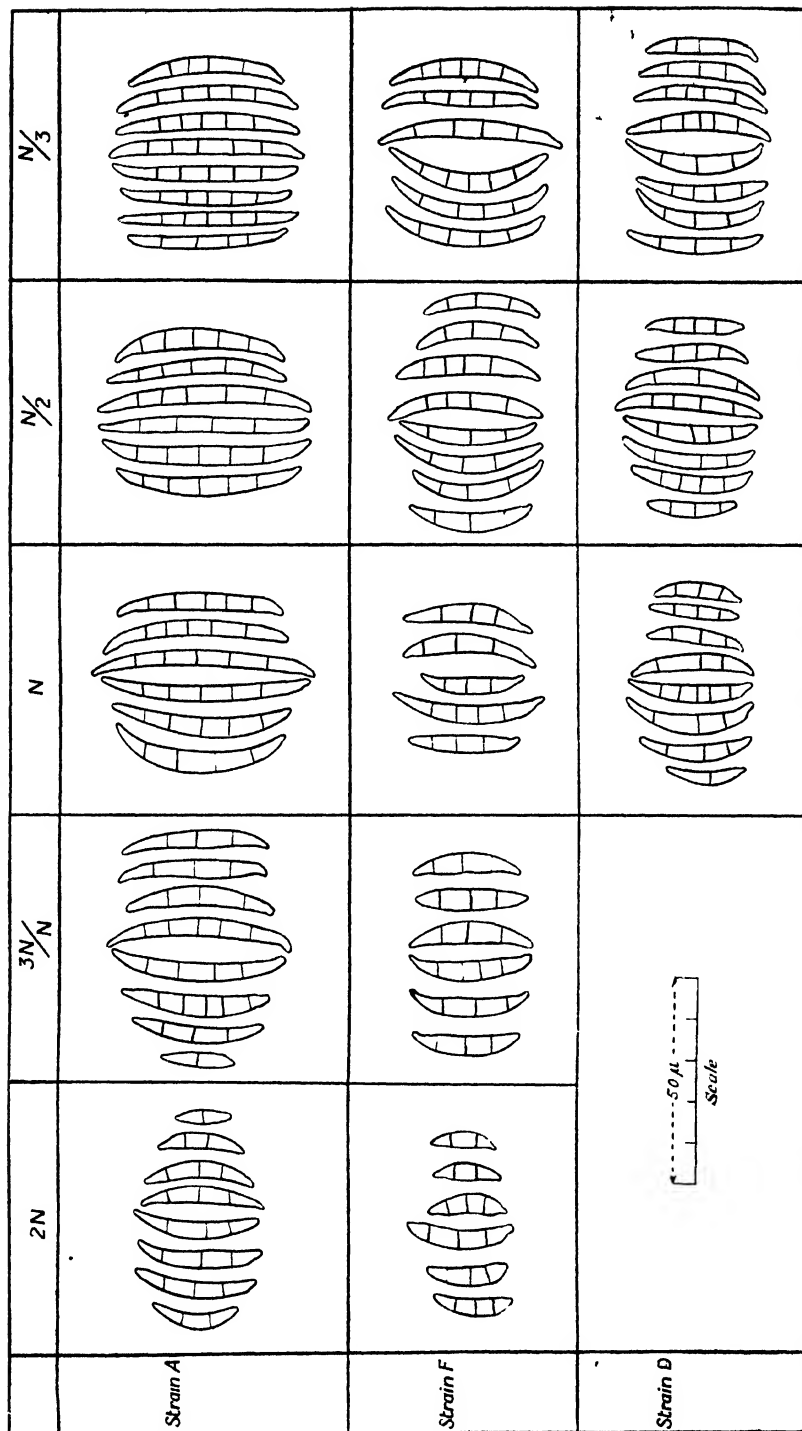 2N
3N/N
N
N/2
N/3
Strain A
Strain F
Strain D
50 μ
Scale